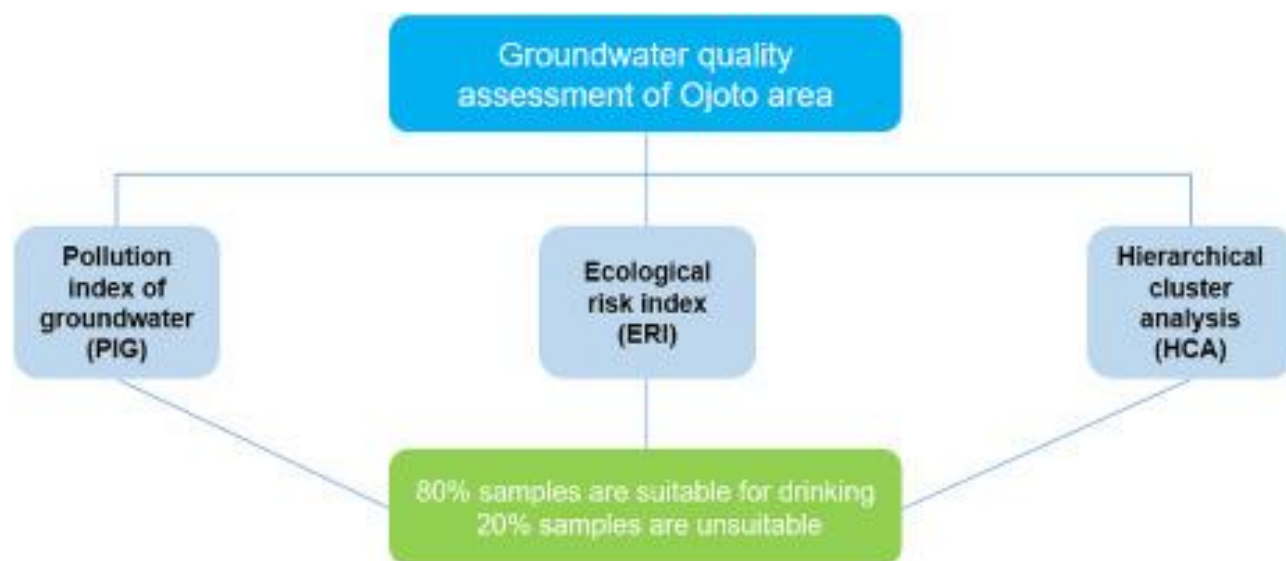 Groundwater quality
assessment of Ojoto area
Pollution
index of
groundwater
(PIG)
Ecological
risk index
(ERI)
Hierarchical
cluster
analysis
(HCA)
80% samples are suitable for drinking
20% samples are unsuitable